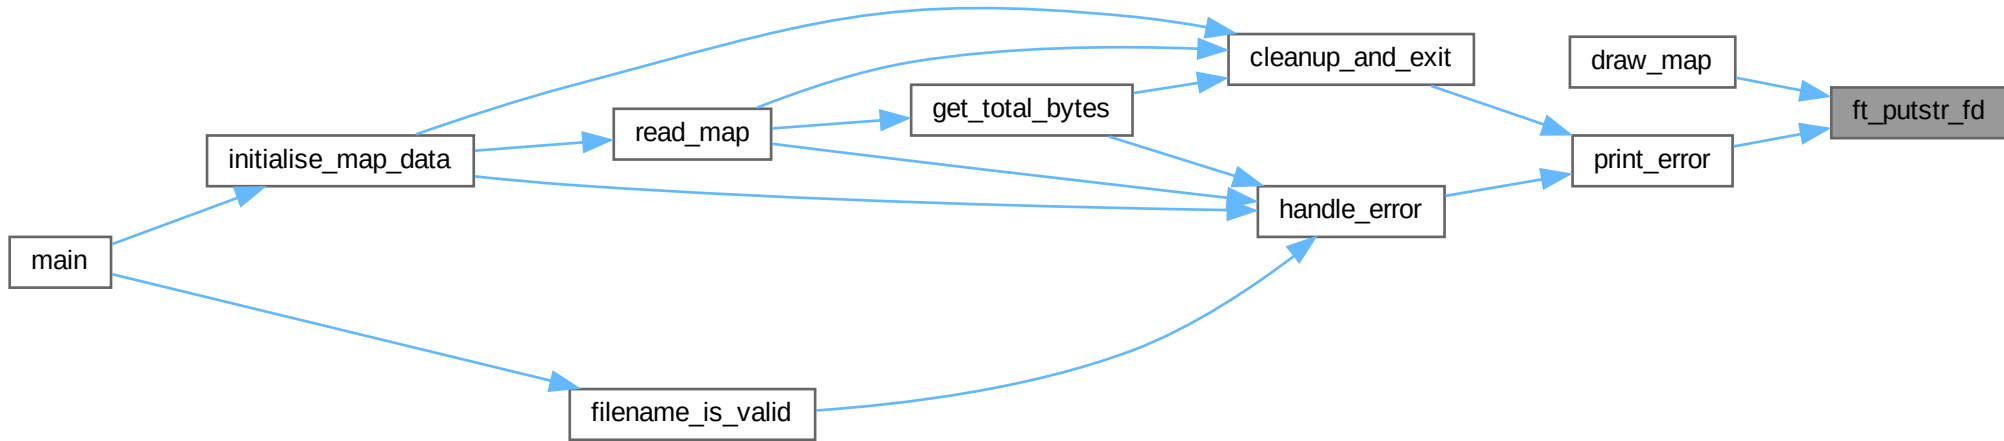 main
initialise_map_data
filename_is_valid
read_map
get_total_bytes
cleanup_and_exit
handle_error
draw_map
print_error
ft_putstr_fd